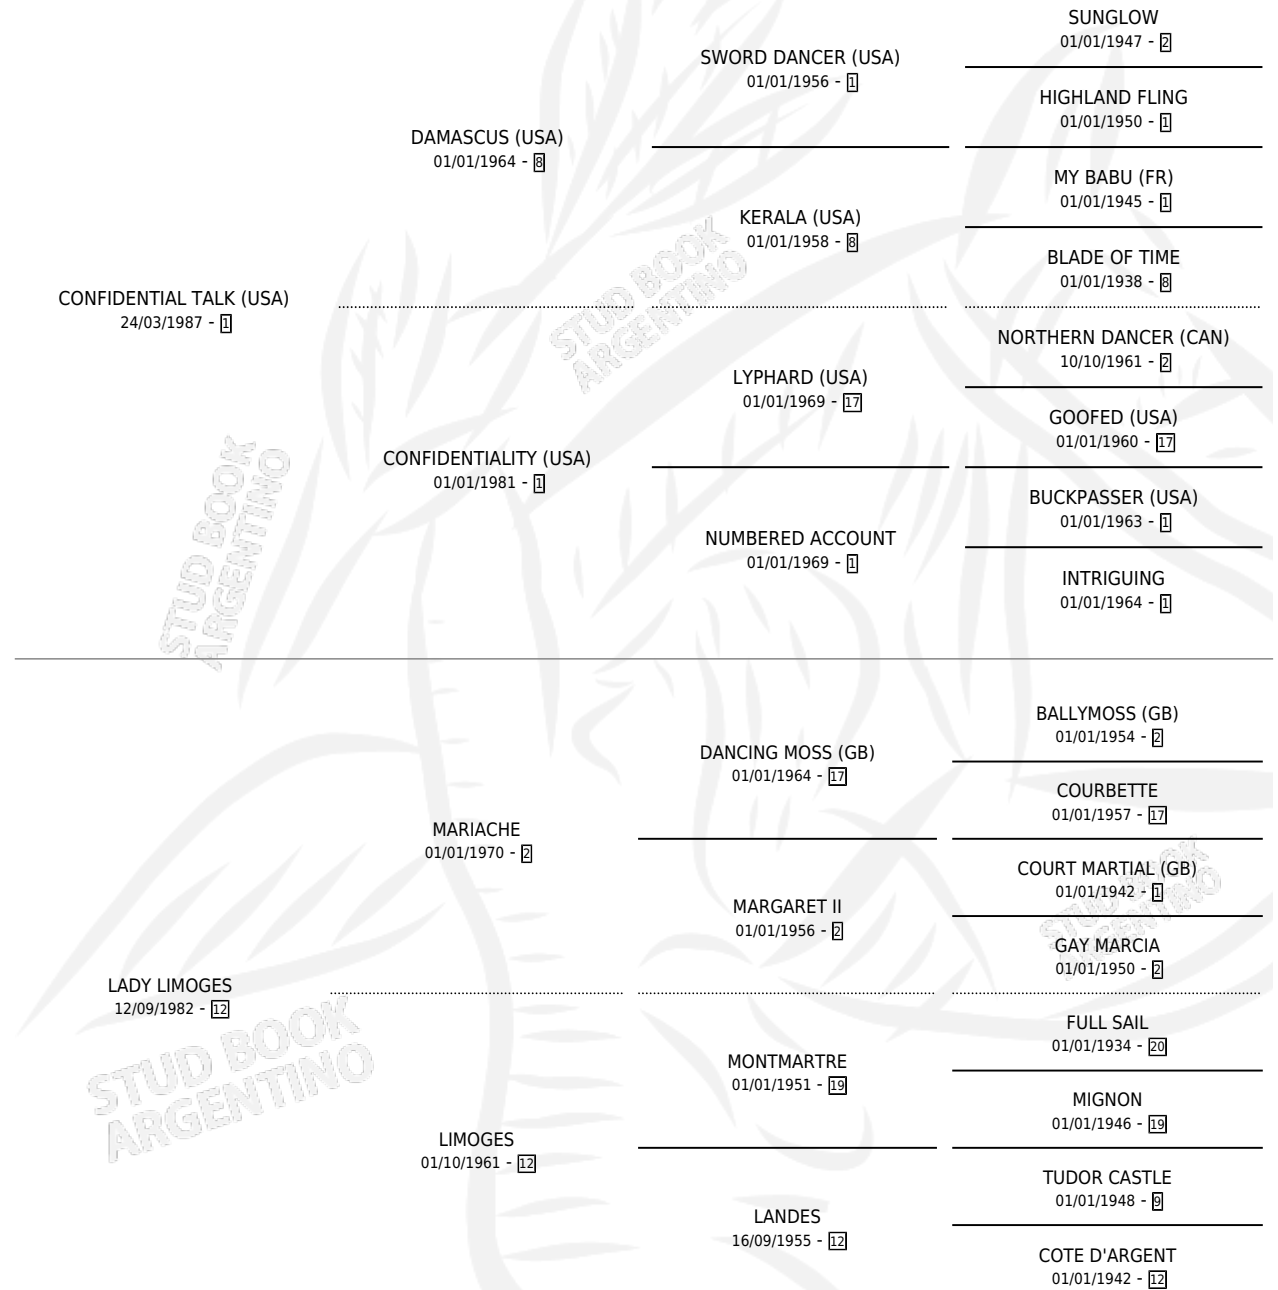 SUNGLOW
01/01/1947 - 2
SWORD DANCER (USA)
01/01/1956 - 1
HIGHLAND FLING
01/01/1950 - 1
DAMASCUS (USA)
01/01/1964 - 8
MY BABU (FR)
01/01/1945 - 1
KERALA (USA)
01/01/1958 - 8
BLADE OF TIME
01/01/1938 - 8
CONFIDENTIAL TALK (USA)
24/03/1987 - 1
NORTHERN DANCER (CAN)
10/10/1961 - 2
LYPHARD (USA)
01/01/1969 - 17
GOOFED (USA)
01/01/1960 - 17
CONFIDENTIALITY (USA)
01/01/1981 - 1
BUCKPASSER (USA)
01/01/1963 - 1
NUMBERED ACCOUNT
01/01/1969 - 1
INTRIGUING
01/01/1964 - 1
BALLYMOSS (GB)
01/01/1954 - 2
DANCING MOSS (GB)
01/01/1964 - 17
COURBETTE
01/01/1957 - 17
MARIACHE
01/01/1970 - 2
COURT MARTIAL (GB)
01/01/1942 - 1
MARGARET II
01/01/1956 - 2
GAY MARCIA
01/01/1950 - 2
LADY LIMOGES
12/09/1982 - 12
FULL SAIL
01/01/1934 - 20
MONTMARTRE
01/01/1951 - 19
MIGNON
01/01/1946 - 19
LIMOGES
01/10/1961 - 12
TUDOR CASTLE
01/01/1948 - 9
LANDES
16/09/1955 - 12
COTE D'ARGENT
01/01/1942 - 12
STUD BOOK
ARGENTINO
STUD BOOK
ARGENTINO
STUD BOOK
ARGENTINO
STUD BOOK
ARGENTINO